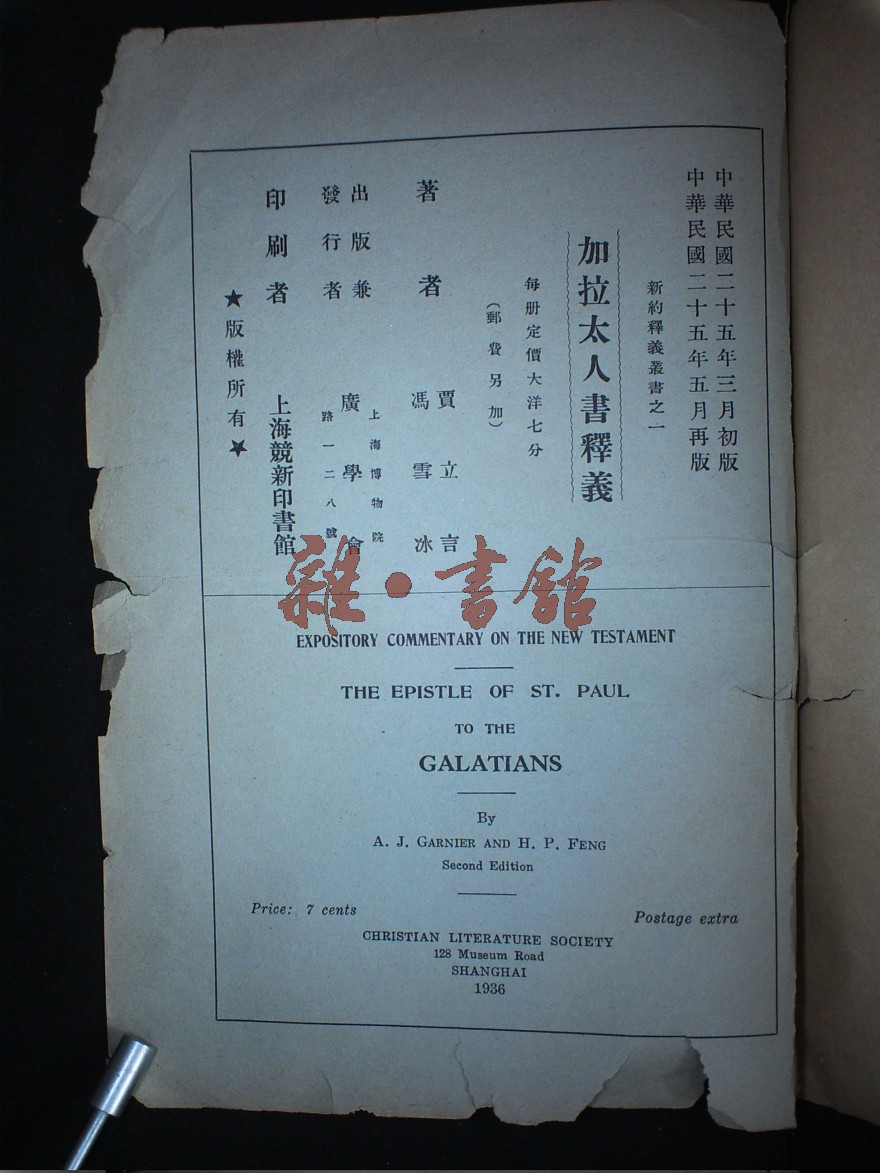 中華民國二十五年三月初版
中華民國二十五年五月再版
新約釋義叢書之一
加拉太人書釋義
每册定價大洋七分
(郵費另加)
著者
賈立言
馮雪冰
出版兼
發行者
上海博物院
廣學會
路一二八號
印刷者
上海競新印書館
★版權所有★
雜·書館
EXPOSITORY COMMENTARY ON THE NEW TESTAMENT
THE EPISTLE OF ST. PAUL
TO THE
GALATIANS
By
A. J. GARNIER AND H. P. FENG
Second Edition
Price: 7 cents
Postage extra
CHRISTIAN LITERATURE SOCIETY
128 Museum Road
SHANGHAI
1936